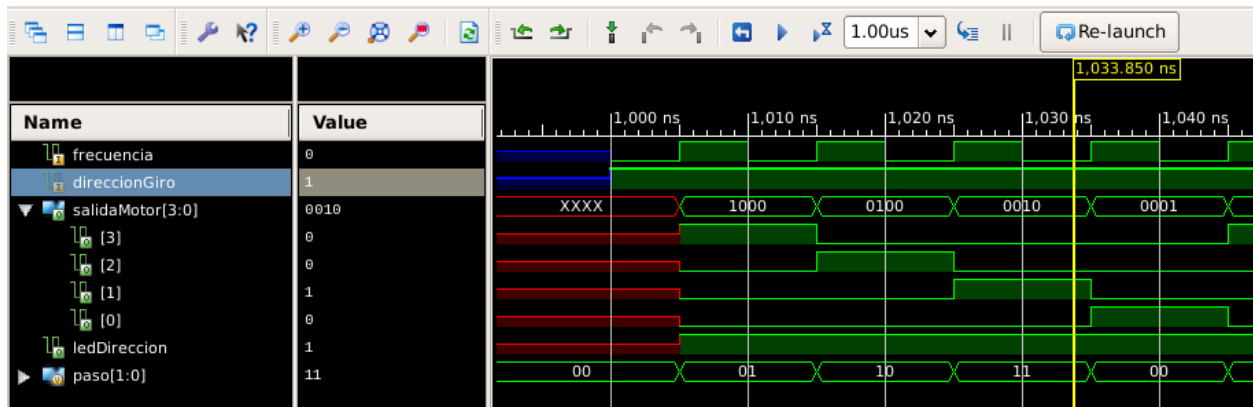 1.00us Re-launch
1,033.850 ns
Name Value
1,000 ns 1,010 ns 1,020 ns 1,030 ns 1,040 ns
frecuencia 0
direccionGiro 1
salidaMotor[3:0] 0010 XXXX 1000 0100 0010 0001
[3] 0
[2] 0
[1] 1
[0] 0
ledDireccion 1
paso[1:0] 11 00 01 10 11 00